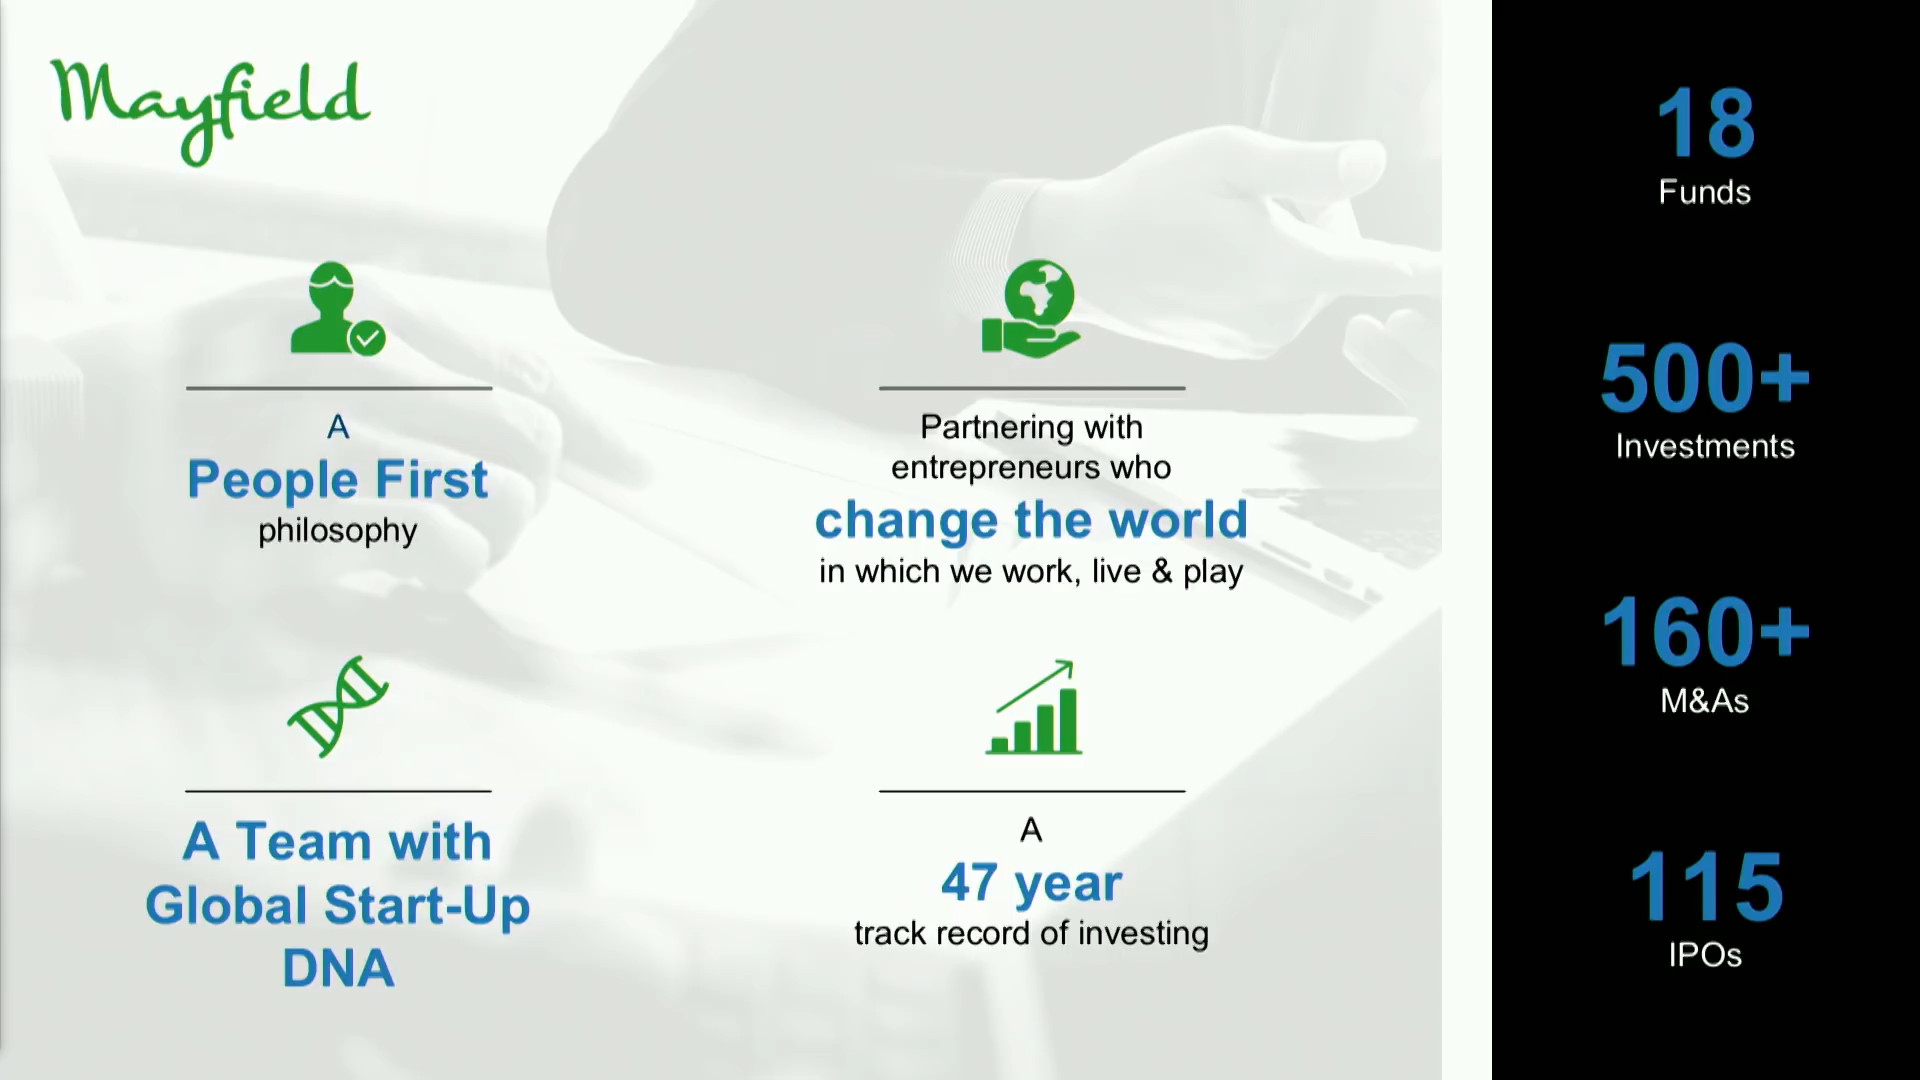 Mayfield
A
People First
philosophy
Partnering with
entrepreneurs who
change the world
in which we work, live & play
A Team with
Global Start-Up
DNA
A
47 year
track record of investing
18
Funds
500+
Investments
160+
M&As
115
IPOs